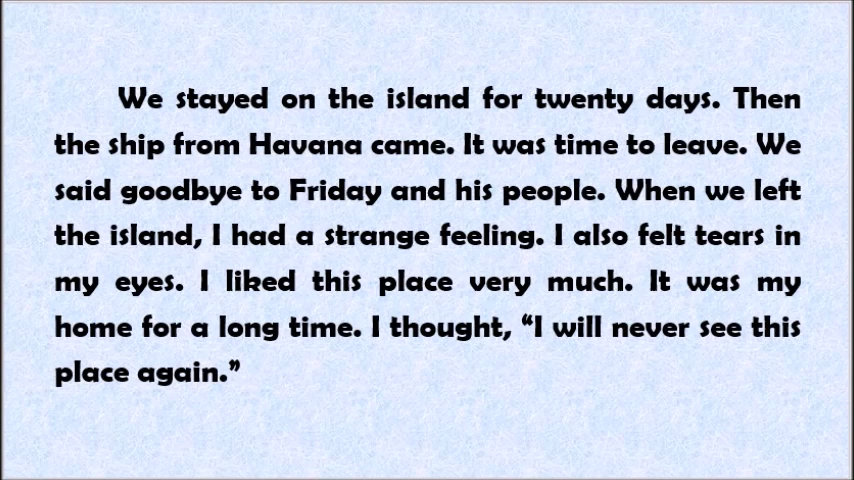 We stayed on the island for twenty days. Then
the ship from Havana came. It was time to leave. We
said goodbye to Friday and his people. When we left
the island, I had a strange feeling. I also felt tears in
my eyes. I liked this place very much. It was my
home for a long time. I thought, “I will never see this
place again.”